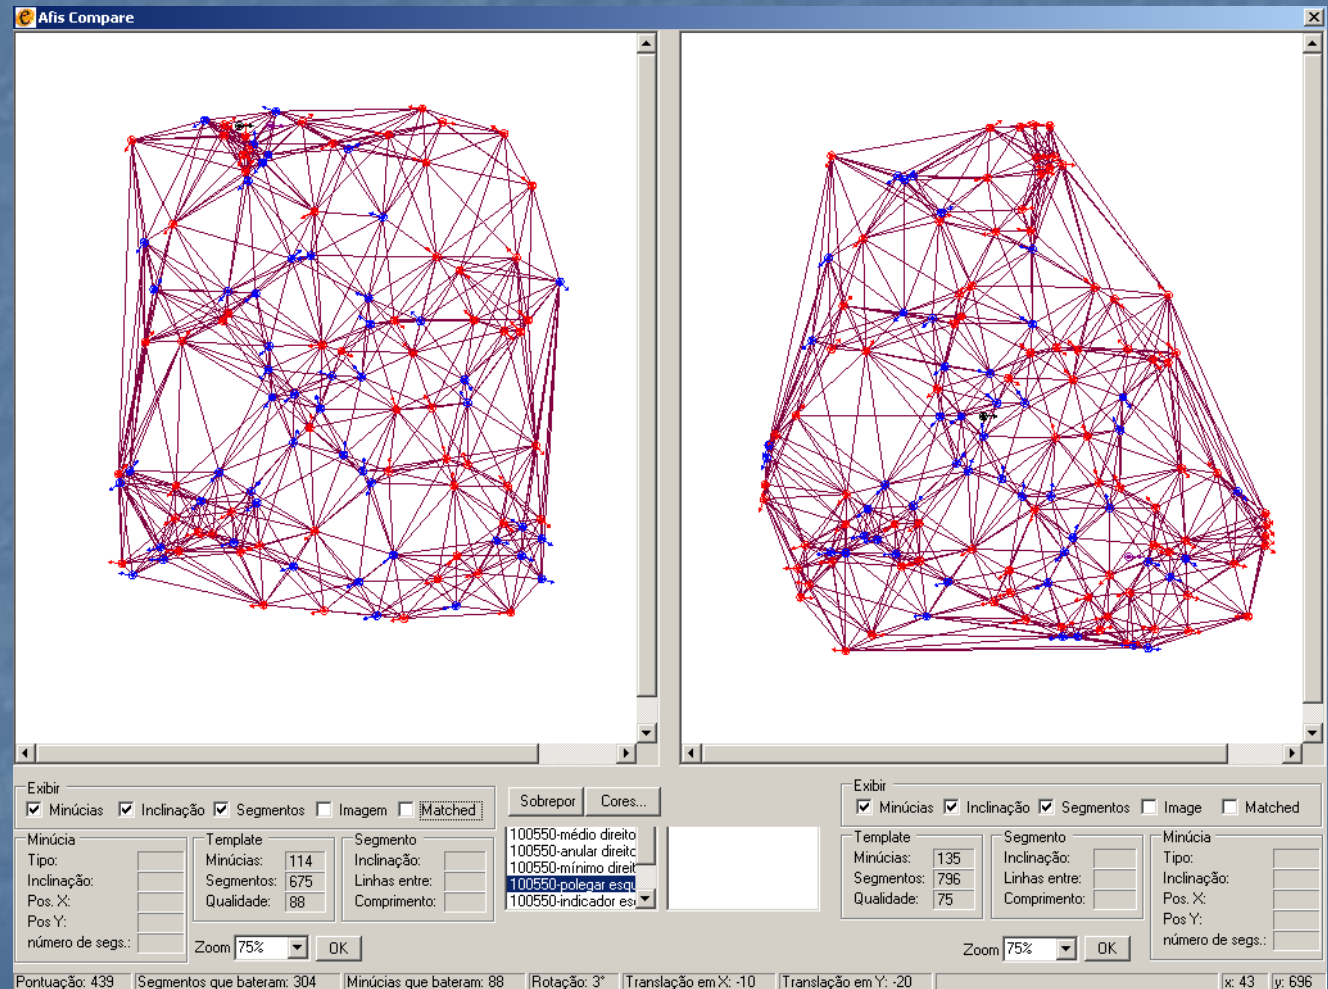 Afis Compare
Exibir
Minúcias Inclinação Segmentos Imagem Matched
Minúcia
Tipo:
Inclinação:
Pos. X:
Pos Y:
número de segs.:
Template
Minúcias: 114
Segmentos: 675
Qualidade: 88
Segmento
Inclinação:
Linhas entre:
Comprimento:
Zoom 75% OK
Sobrepor Cores...
100550-médio direito
100550-anular direito
100550-mínimo direit
100550-polegar esqu
100550-indicador esq
Exibir
Minúcias Inclinação Segmentos Image Matched
Template
Minúcias: 135
Segmentos: 796
Qualidade: 75
Segmento
Inclinação:
Linhas entre:
Comprimento:
Minúcia
Tipo:
Inclinação:
Pos. X:
Pos Y:
número de segs.:
Zoom 75% OK
Pontuação: 439 Segmentos que bateram: 304 Minúcias que bateram: 88 Rotação: 3° Translação em X: -10 Translação em Y: -20 x: 43 y: 696